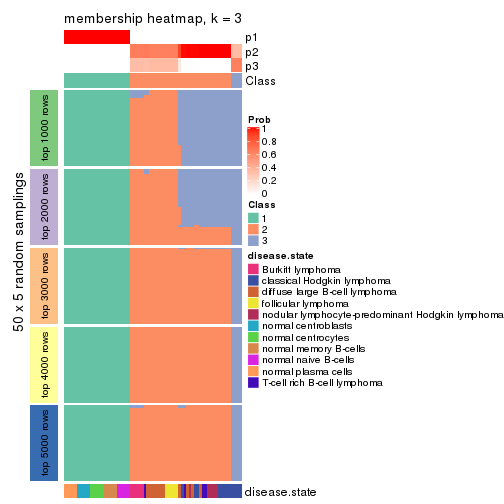 membership heatmap, k = 3
p1
p2
p3
Class
50 x 5 random samplings
top 1000 rows
top 2000 rows
top 3000 rows
top 4000 rows
top 5000 rows
Prob
1
0.8
0.6
0.4
0.2
0
Class
1
2
3
disease.state
Burkitt lymphoma
classical Hodgkin lymphoma
diffuse large B-cell lymphoma
follicular lymphoma
nodular lymphocyte-predominant Hodgkin lymphoma
normal centroblasts
normal centrocytes
normal memory B-cells
normal naive B-cells
normal plasma cells
T-cell rich B-cell lymphoma
disease.state